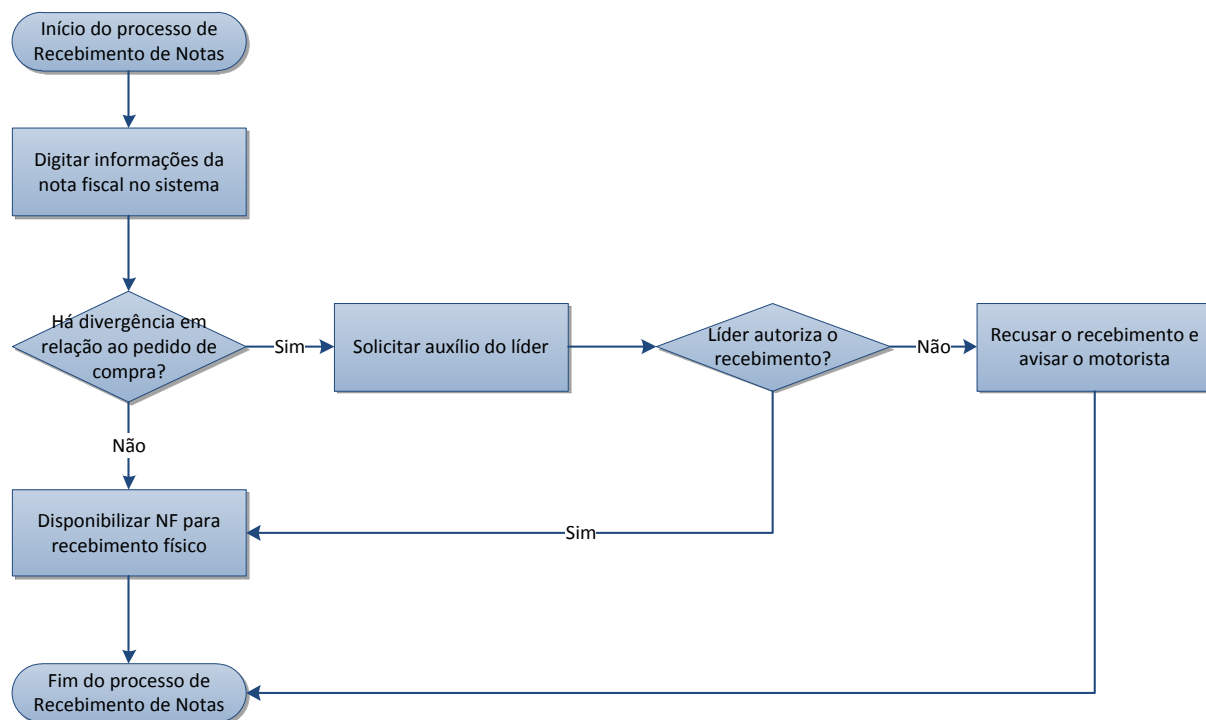 Início do processo de
Recebimento de Notas
Digitar informações da
nota fiscal no sistema
Há divergência em
relação ao pedido de
compra?
Sim
Solicitar auxílio do líder
Líder autoriza o
recebimento?
Não
Recusar o recebimento e
avisar o motorista
Não
Disponibilizar NF para
recebimento físico
Sim
Fim do processo de
Recebimento de Notas